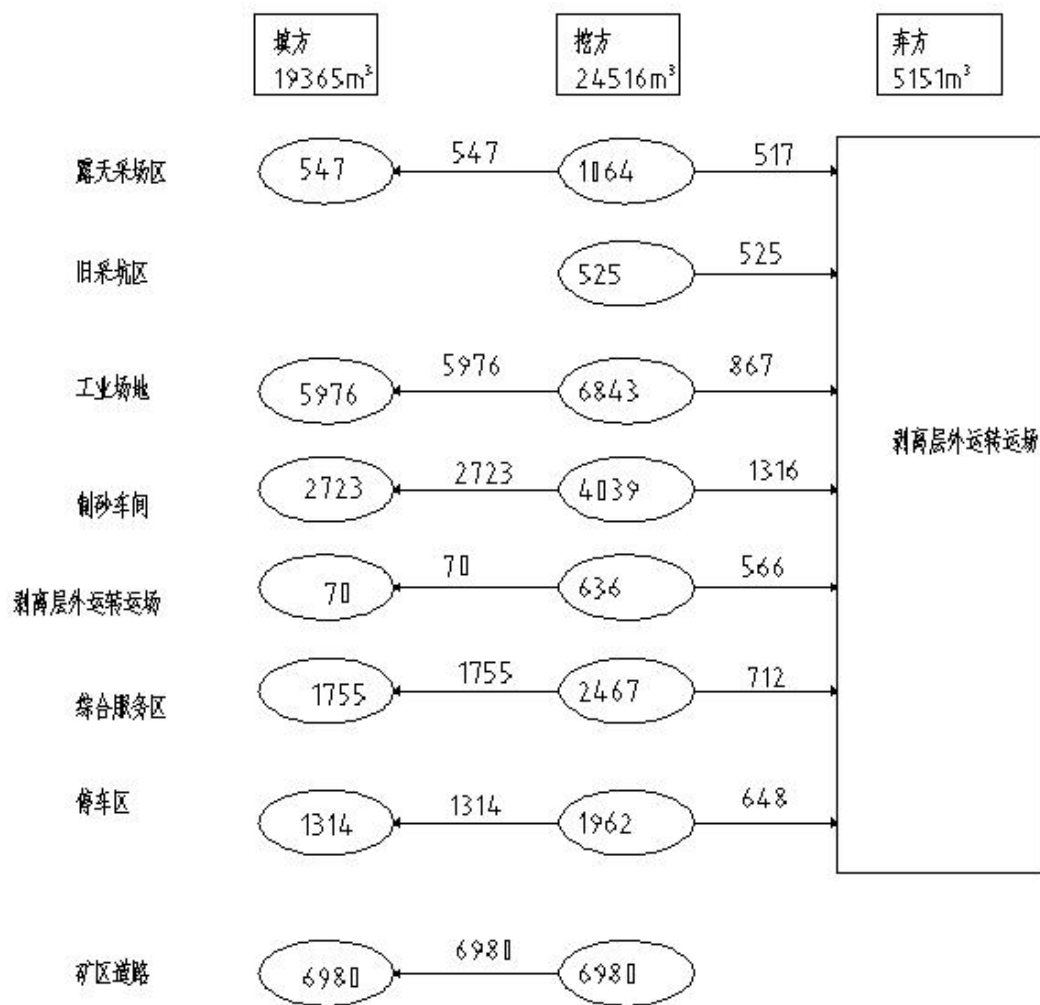 填方
19365m³
挖方
24516m³
弃方
5151m³
露天采场区
547
547
1064
517
旧采坑区
525
525
工业场地
5976
5976
6843
867
制砂车间
2723
2723
4039
1316
剥离层外运转运场
70
70
636
566
综合服务区
1755
1755
2467
712
停车区
1314
1314
1962
648
剥离层外运转运场
矿区道路
6980
6980
6980